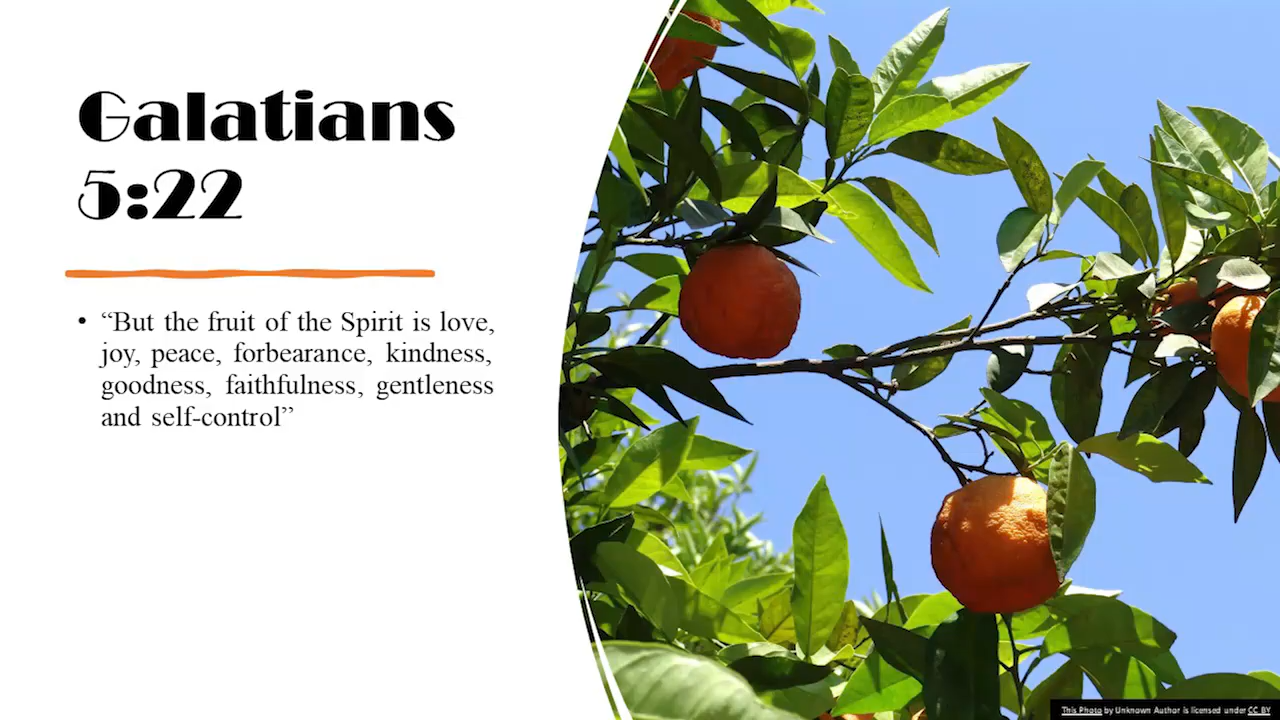 Galatians
5:22
• “But the fruit of the Spirit is love,
joy, peace, forbearance, kindness,
goodness, faithfulness, gentleness
and self-control”
This Photo by Unknown Author is licensed under CC BY